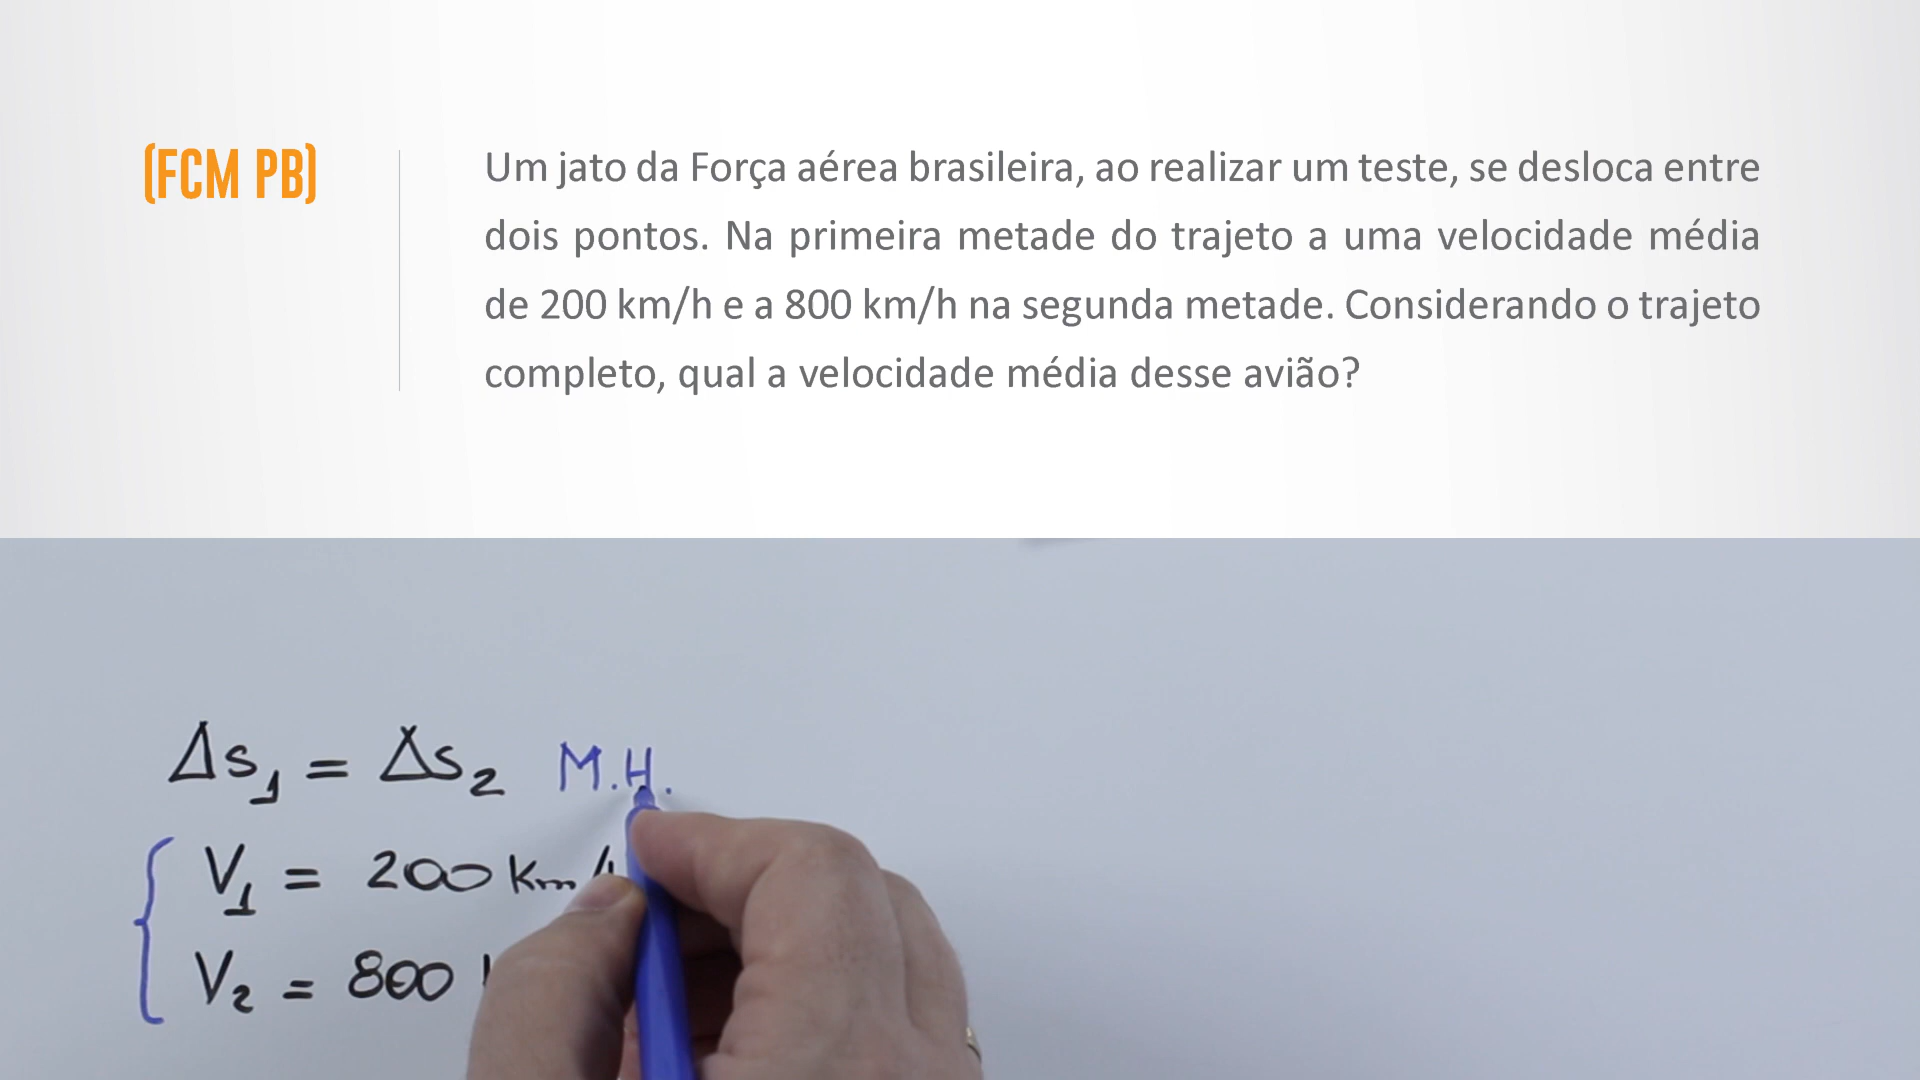 (FCM PB)
Um jato da Força aérea brasileira, ao realizar um teste, se desloca entre
dois pontos. Na primeira metade do trajeto a uma velocidade média
de 200 km/h e a 800 km/h na segunda metade. Considerando o trajeto
completo, qual a velocidade média desse avião?
Δs₁ = Δs₂ M.H.
V₁ = 200 Km/
V₂ = 800